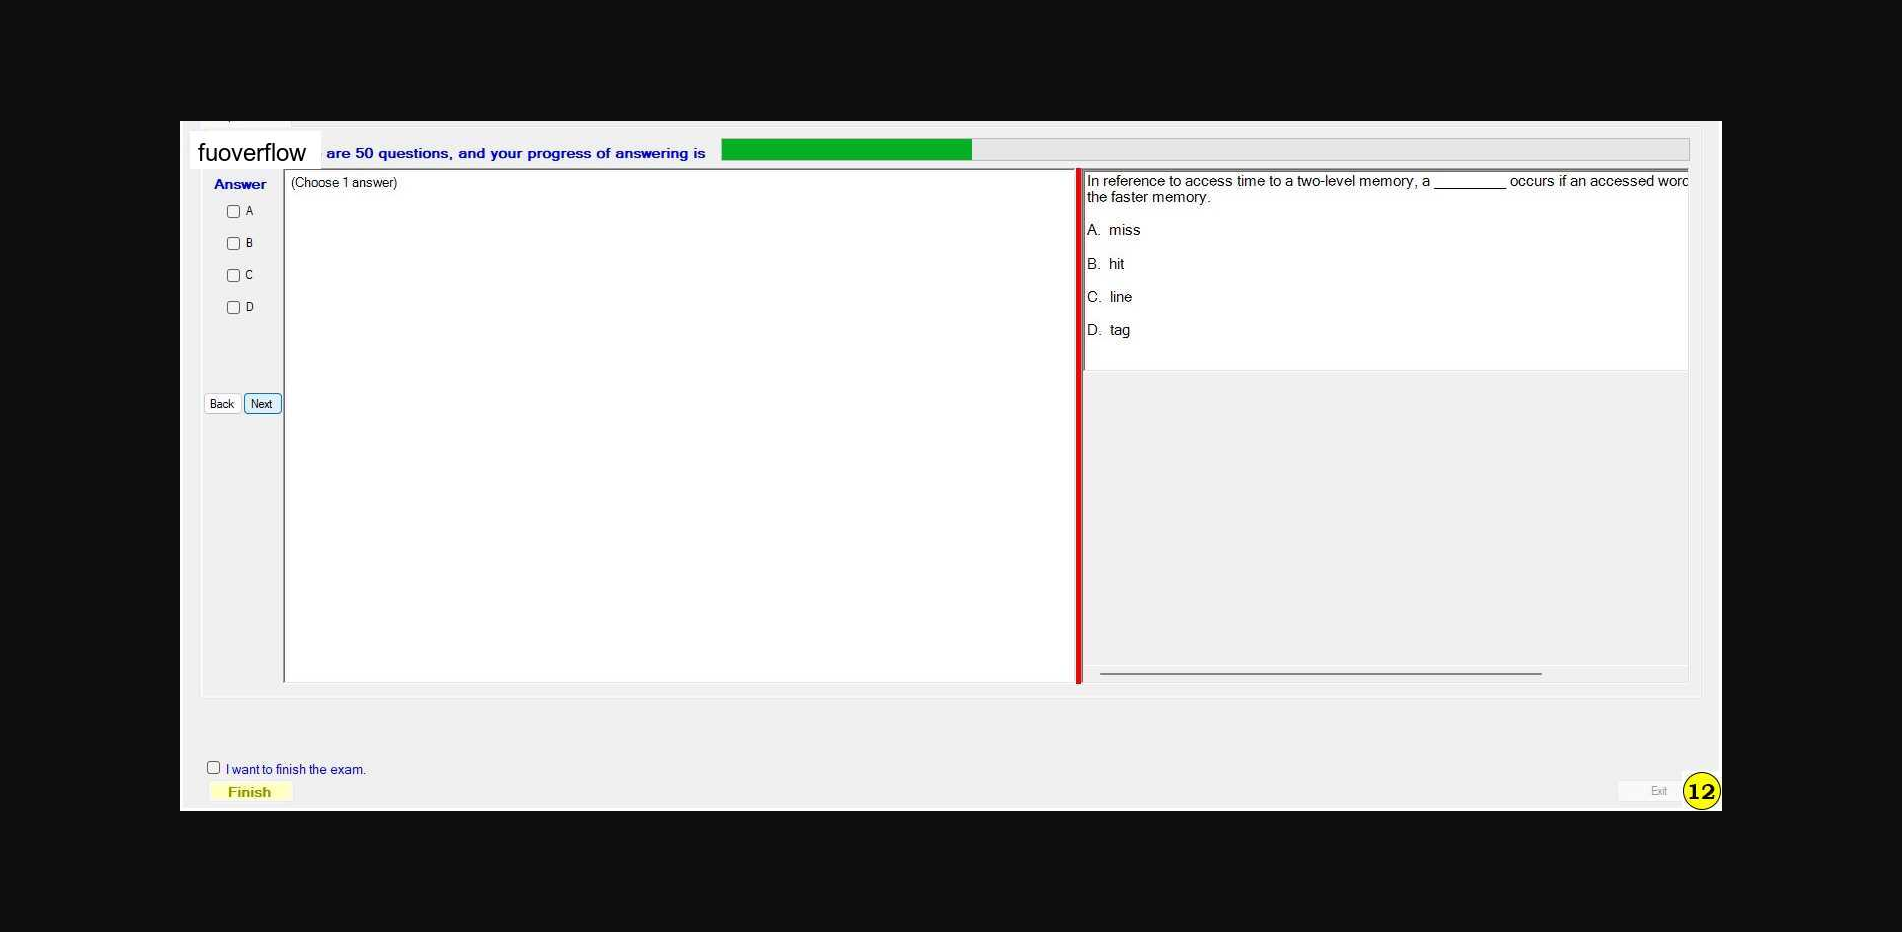 fuoverflow are 50 questions, and your progress of answering is
Answer
(Choose 1 answer)
A
B
C
D
Back Next
In reference to access time to a two-level memory, a _________ occurs if an accessed word
the faster memory.
A. miss
B. hit
C. line
D. tag
I want to finish the exam.
Finish
Exit
12